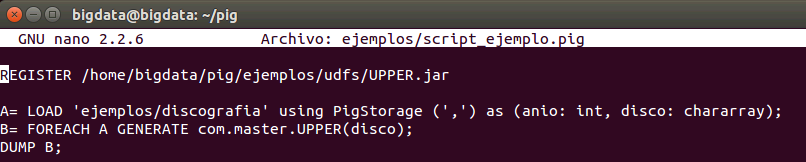 bigdata@bigdata: ~/pig
GNU nano 2.2.6 Archivo: ejemplos/script_ejemplo.pig
REGISTER /home/bigdata/pig/ejemplos/udfs/UPPER.jar
A= LOAD 'ejemplos/discografia' using PigStorage (',') as (anio: int, disco: chararray);
B= FOREACH A GENERATE com.master.UPPER(disco);
DUMP B;